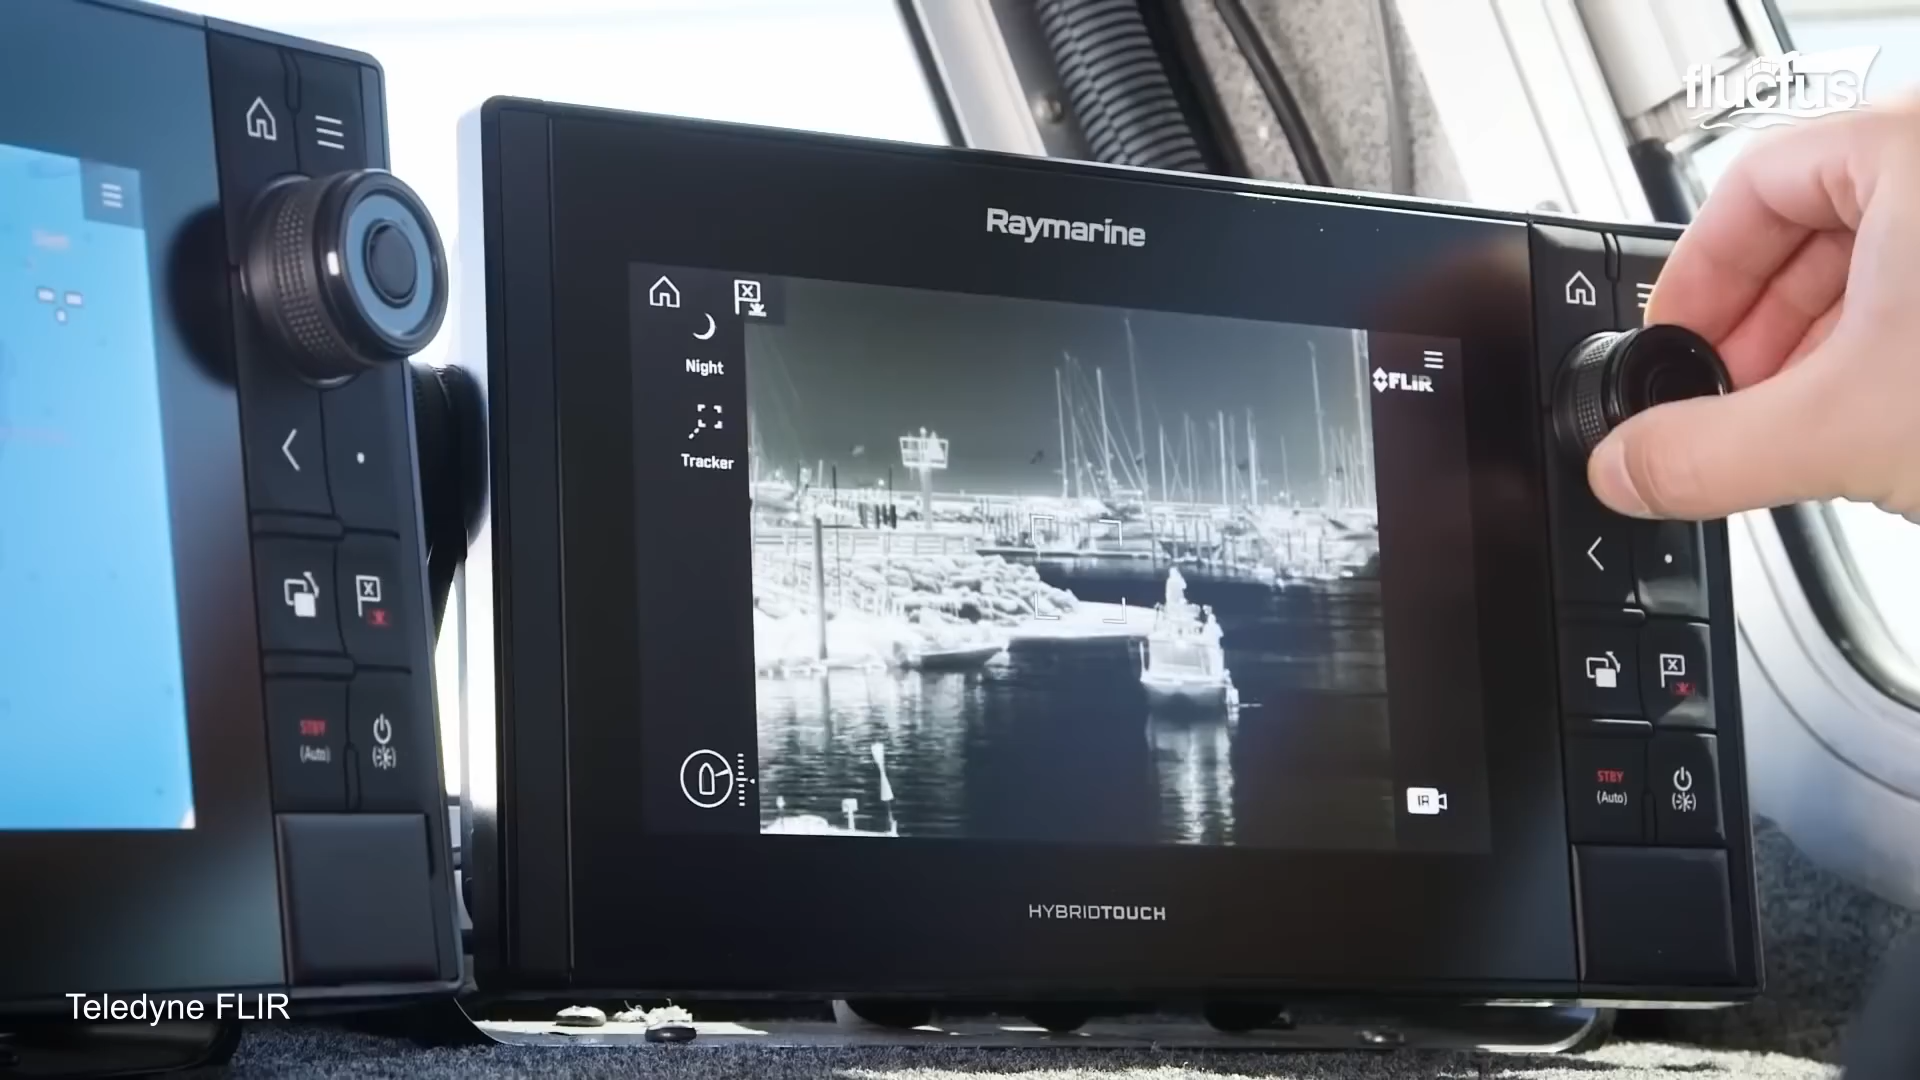 fluctus
Raymarine
Night
FLIR
Tracker
STBY
(Auto)
IR
STBY
(Auto)
HYBRIDTOUCH
Teledyne FLIR